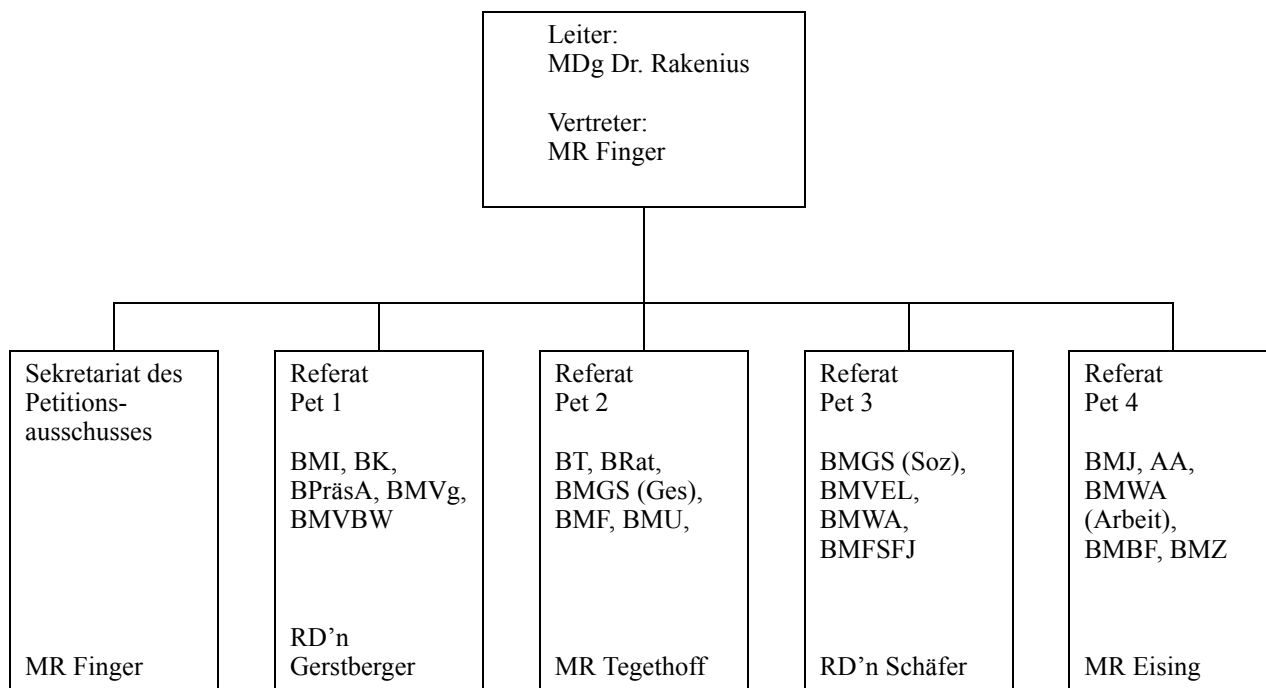 Leiter:
MDg Dr. Rakenius
Vertreter:
MR Finger
Sekretariat des
Petitions-
ausschusses
MR Finger
Referat
Pet 1
BMI, BK,
BPräsA, BMVg,
BMVBW
RD’n
Gerstberger
Referat
Pet 2
BT, BRat,
BMGS (Ges),
BMF, BMU,
MR Tegethoff
Referat
Pet 3
BMGS (Soz),
BMVEL,
BMWA,
BMFSFJ
RD’n Schäfer
Referat
Pet 4
BMJ, AA,
BMWA
(Arbeit),
BMBF, BMZ
MR Eising